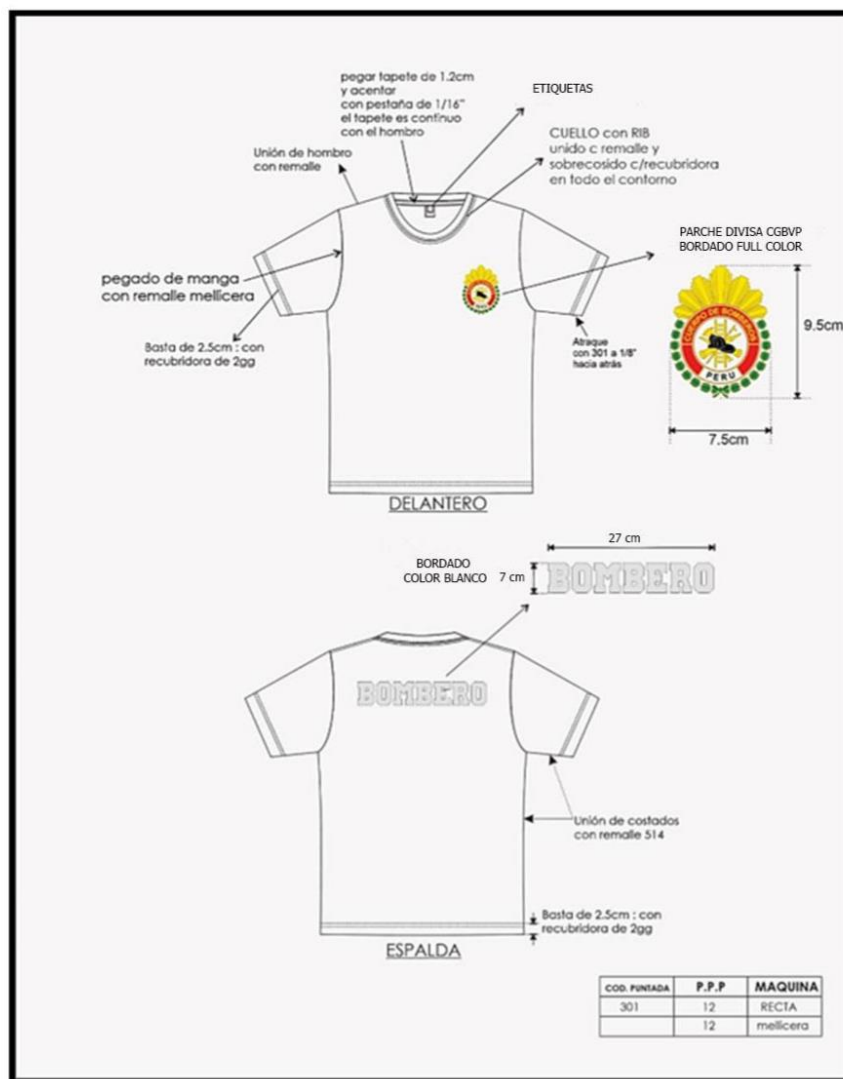 pegar tapete de 1.2cm
y acentar
con pestaña de 1/16"
el tapete es continuo
con el hombro
ETIQUETAS
Unión de hombro
con remalle
CUELLO con RIB
unido c remalle y
sobrecosido c/recubridora
en todo el contorno
PARCHE DIVISA CGBVP
BORDADO FULL COLOR
pegado de manga
con remalle mellicera
Basta de 2.5cm : con
recubridora de 2gg
Atraque
con 301 a 1/8"
hacia atrás
CUERPO DE BOMBEROS
PERU
9.5cm
7.5cm
DELANTERO
BORDADO
COLOR BLANCO
27 cm
7 cm
BOMBERO
BOMBERO
Unión de costados
con remalle 514
Basta de 2.5cm : con
recubridora de 2gg
ESPALDA
COD. PUNTADA P.P.P MAQUINA
301 12 RECTA
12 mellicera